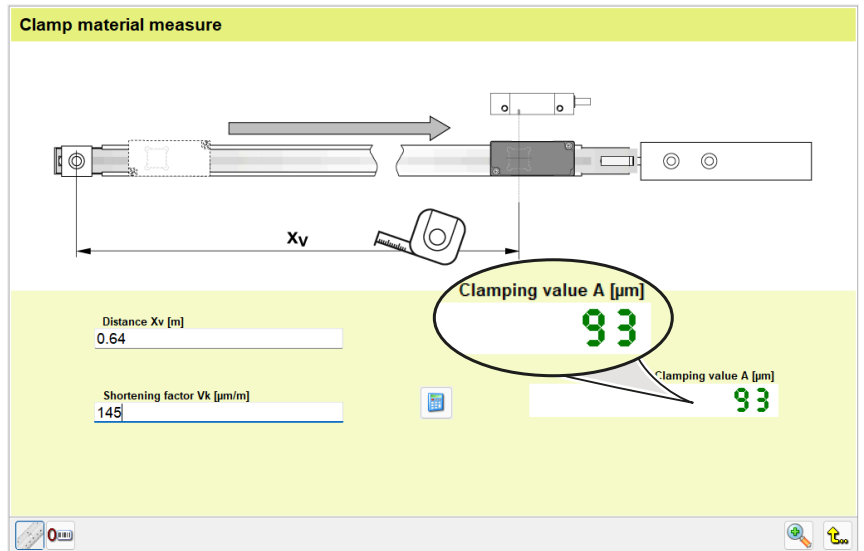 Clamp material measure
xV
Clamping value A [µm]
93
Distance Xv [m]
0.64
Clamping value A [µm]
93
Shortening factor Vk [µm/m]
145
0